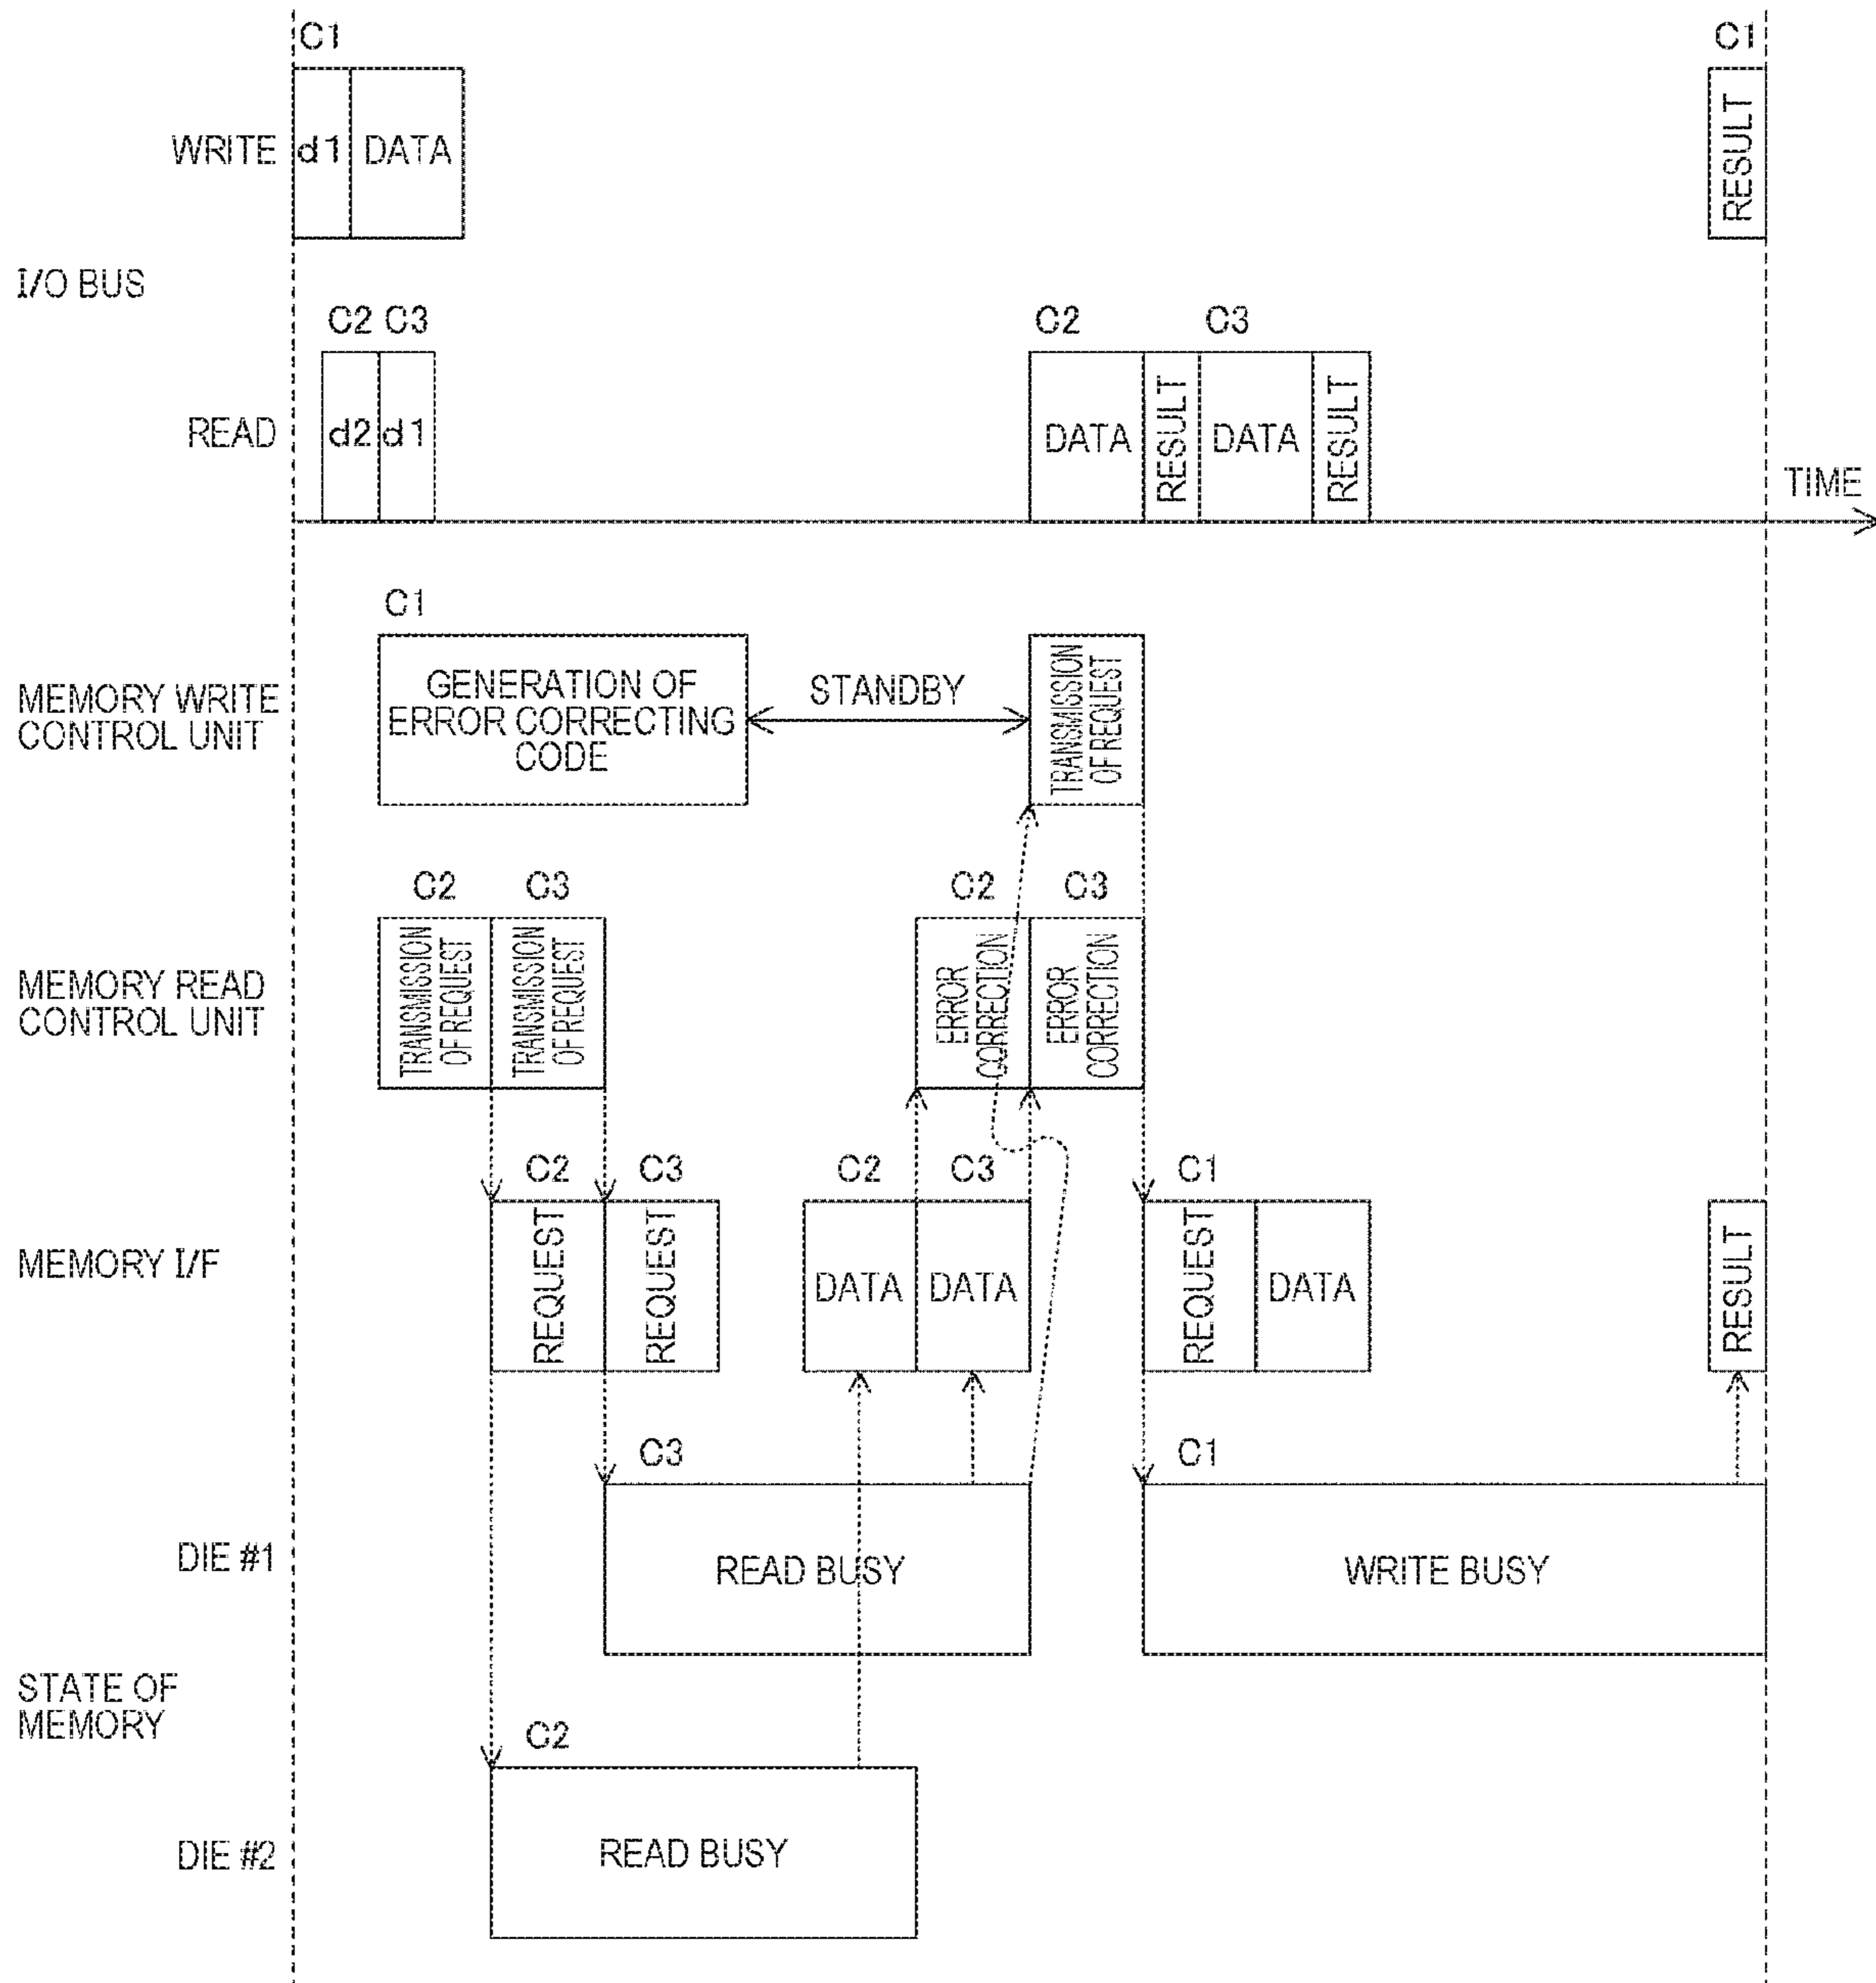 C1
C1
WRITE
d1
DATA
RESULT
I/O BUS
C2
C3
C2
C3
READ
d2
d1
DATA
RESULT
DATA
RESULT
TIME
C1
MEMORY WRITE
CONTROL UNIT
GENERATION OF
ERROR CORRECTING
CODE
STANDBY
TRANSMISSION
OF REQUEST
C2
C3
C2
C3
MEMORY READ
CONTROL UNIT
TRANSMISSION
OF REQUEST
TRANSMISSION
OF REQUEST
ERROR
CORRECTION
ERROR
CORRECTION
C2
C3
C2
C3
C1
MEMORY I/F
REQUEST
REQUEST
DATA
DATA
REQUEST
DATA
RESULT
C3
C1
DIE #1
READ BUSY
WRITE BUSY
STATE OF
MEMORY
C2
DIE #2
READ BUSY